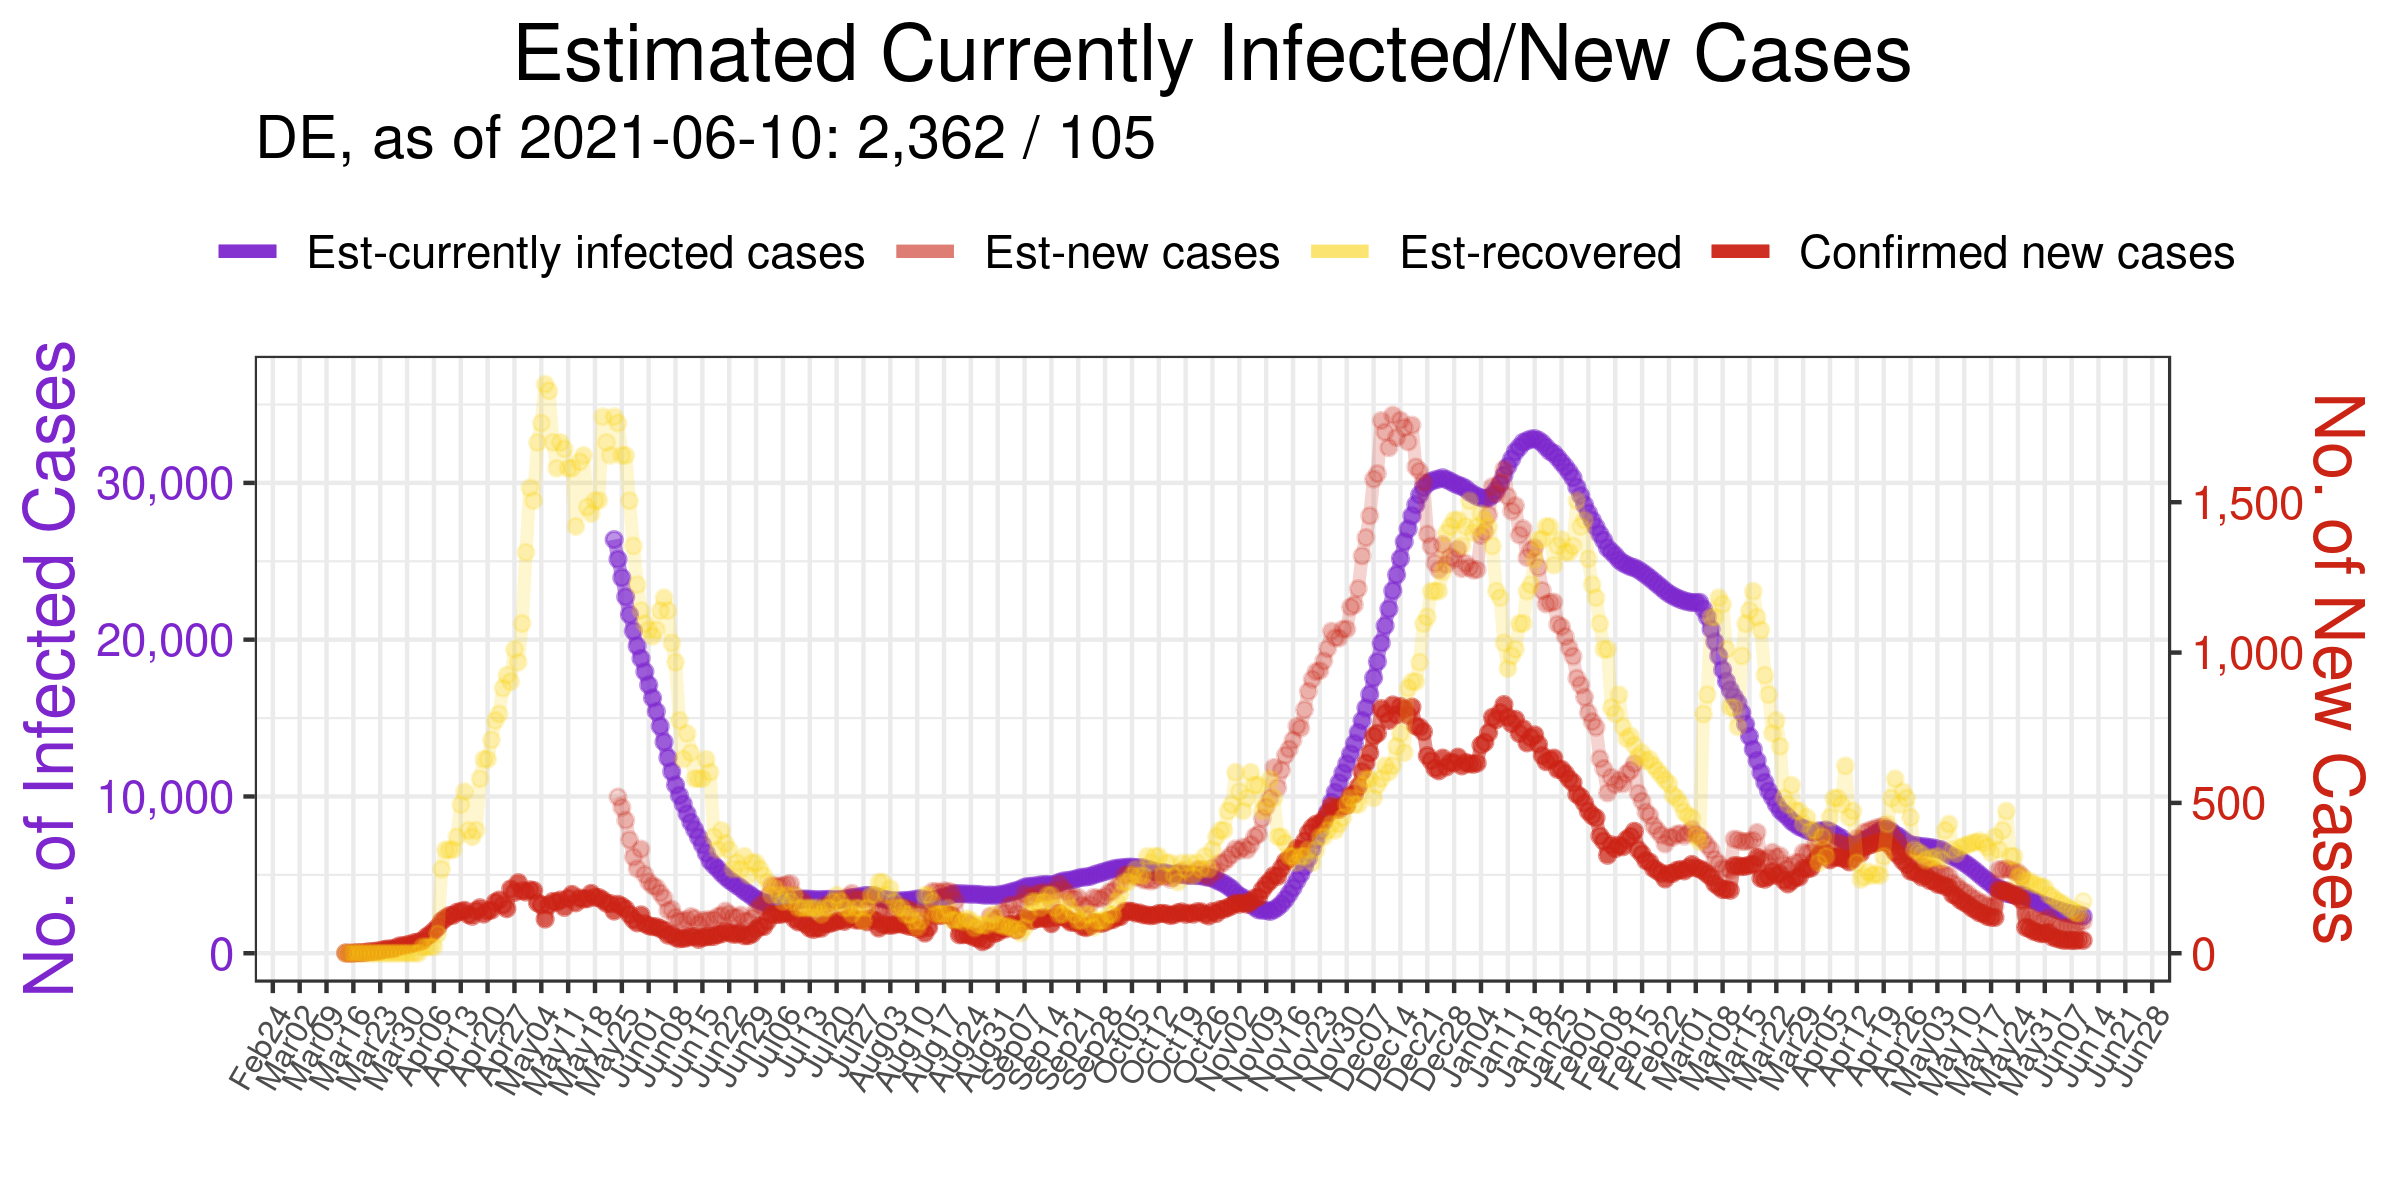 Estimated Currently Infected/New Cases
DE, as of 2021-06-10: 2,362 / 105
Est-currently infected cases Est-new cases Est-recovered Confirmed new cases
No. of Infected Cases
30,000
20,000
10,000
0
No. of New Cases
1,500
1,000
500
0
Feb24 Mar02 Mar09 Mar16 Mar23 Mar30 Apr06 Apr13 Apr20 Apr27 May04 May11 May18 May25 Jun01 Jun08 Jun15 Jun22 Jun29 Jul06 Jul13 Jul20 Jul27 Aug03 Aug10 Aug17 Aug24 Aug31 Sep07 Sep14 Sep21 Sep28 Oct05 Oct12 Oct19 Oct26 Nov02 Nov09 Nov16 Nov23 Nov30 Dec07 Dec14 Dec21 Dec28 Jan04 Jan11 Jan18 Jan25 Feb01 Feb08 Feb15 Feb22 Mar01 Mar08 Mar15 Mar22 Mar29 Apr05 Apr12 Apr19 Apr26 May03 May10 May17 May24 May31 Jun07 Jun14 Jun21 Jun28